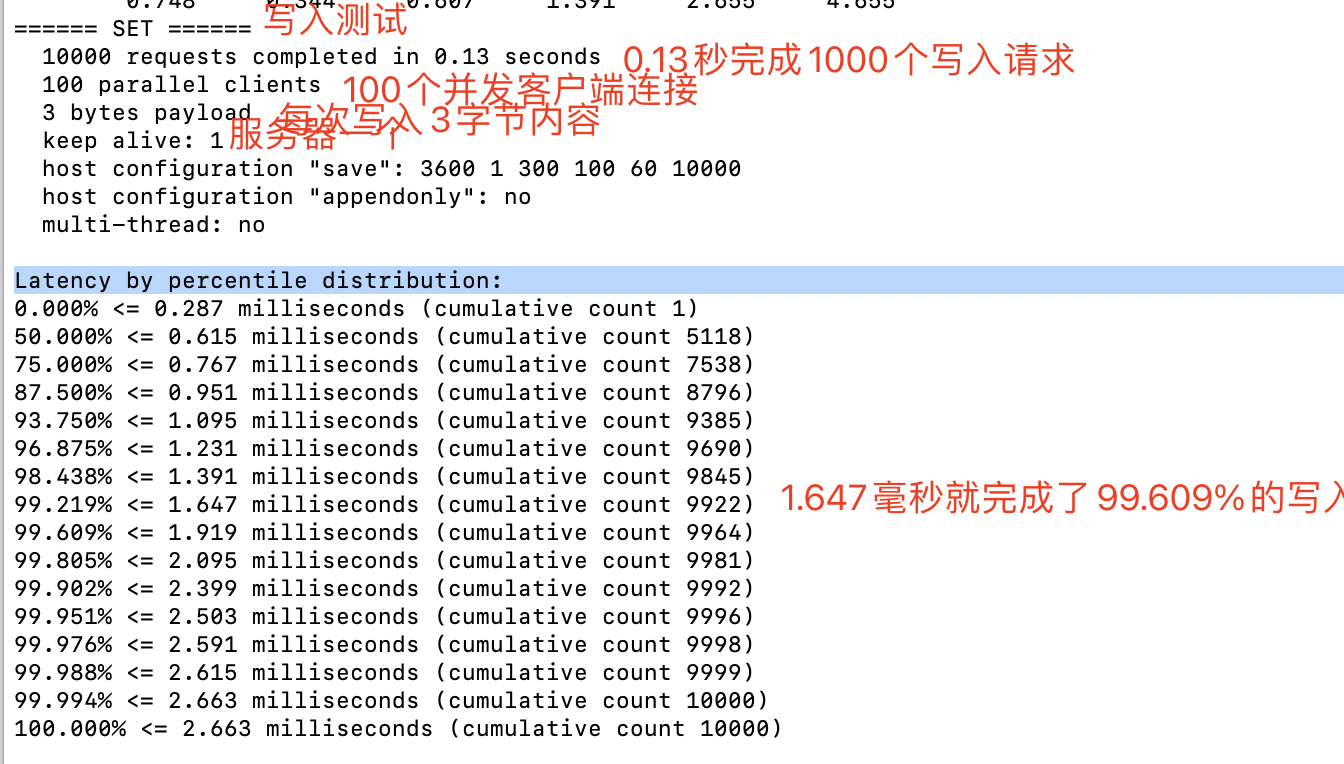 0.748 0.344 0.607 1.391 2.655 4.655
====== SET ====== 写入测试
10000 requests completed in 0.13 seconds 0.13秒完成1000个写入请求
100 parallel clients 100个并发客户端连接
3 bytes payload 每次写入3字节内容
keep alive: 1 服务器一个
host configuration "save": 3600 1 300 100 60 10000
host configuration "appendonly": no
multi-thread: no
Latency by percentile distribution:
0.000% <= 0.287 milliseconds (cumulative count 1)
50.000% <= 0.615 milliseconds (cumulative count 5118)
75.000% <= 0.767 milliseconds (cumulative count 7538)
87.500% <= 0.951 milliseconds (cumulative count 8796)
93.750% <= 1.095 milliseconds (cumulative count 9385)
96.875% <= 1.231 milliseconds (cumulative count 9690)
98.438% <= 1.391 milliseconds (cumulative count 9845)
99.219% <= 1.647 milliseconds (cumulative count 9922) 1.647毫秒就完成了99.609%的写入
99.609% <= 1.919 milliseconds (cumulative count 9964)
99.805% <= 2.095 milliseconds (cumulative count 9981)
99.902% <= 2.399 milliseconds (cumulative count 9992)
99.951% <= 2.503 milliseconds (cumulative count 9996)
99.976% <= 2.591 milliseconds (cumulative count 9998)
99.988% <= 2.615 milliseconds (cumulative count 9999)
99.994% <= 2.663 milliseconds (cumulative count 10000)
100.000% <= 2.663 milliseconds (cumulative count 10000)